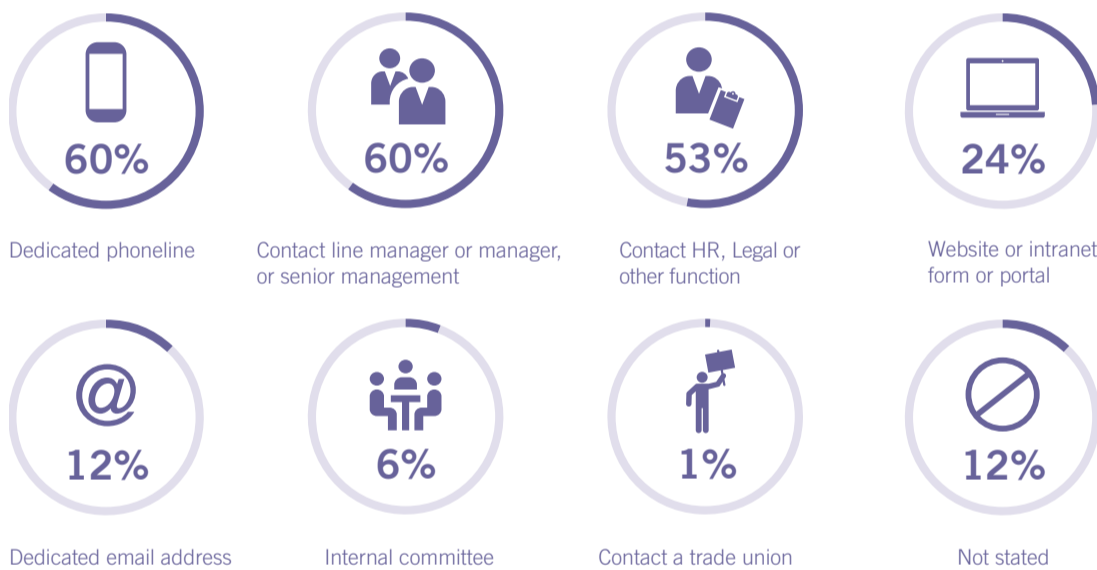 60%
60%
53%
24%
Dedicated phoneline
Contact line manager or manager,
or senior management
Contact HR, Legal or
other function
Website or intranet
form or portal
@
12%
6%
1%
12%
Dedicated email address
Internal committee
Contact a trade union
Not stated